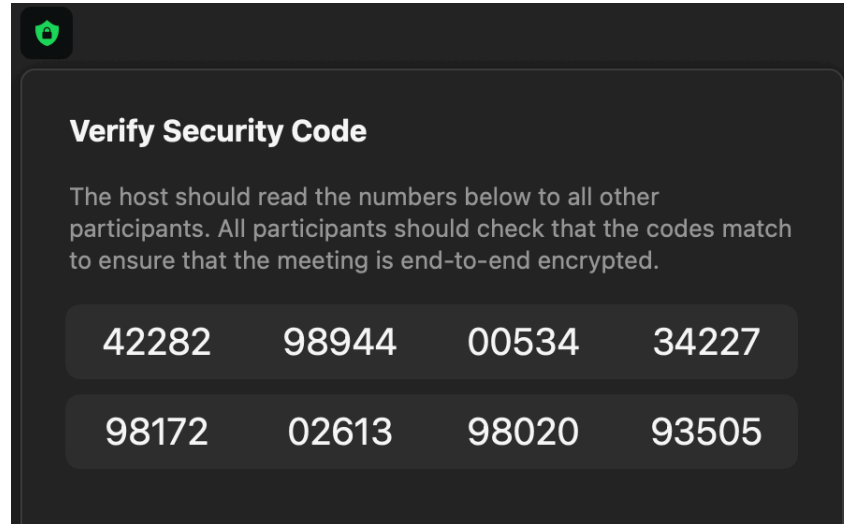 Verify Security Code
The host should read the numbers below to all other
participants. All participants should check that the codes match
to ensure that the meeting is end-to-end encrypted.
42282 98944 00534 34227
98172 02613 98020 93505